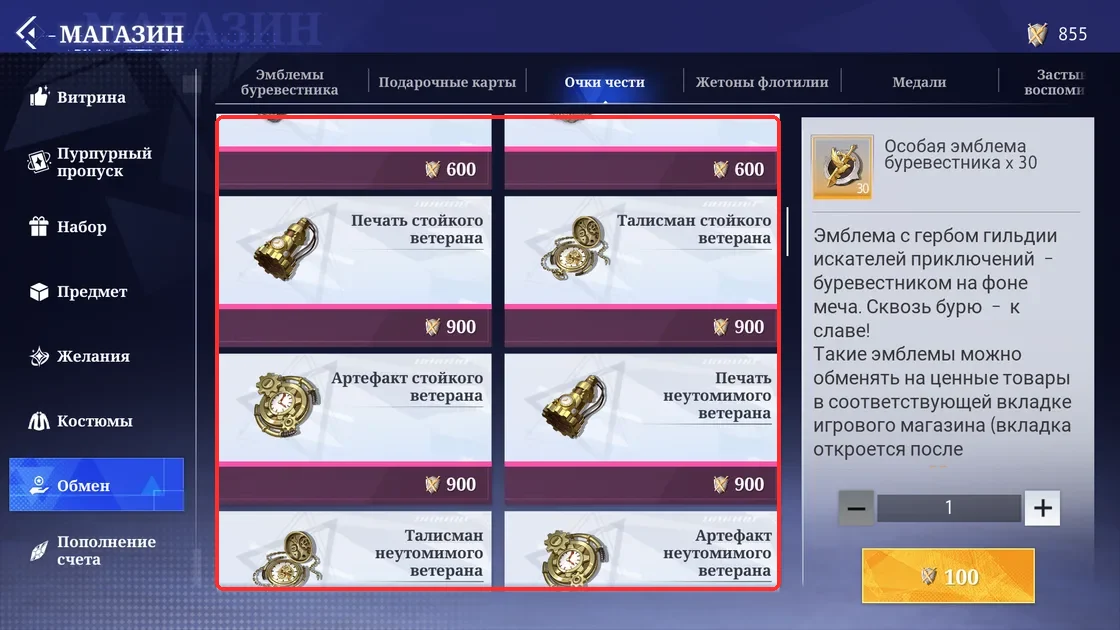 МАГАЗИН
855
Витрина
Пурпурный
пропуск
Набор
Предмет
Желания
Костюмы
Обмен
Пополнение
счета
Эмблемы
буревестника
Подарочные карты
Очки чести
Жетоны флотилии
Медали
Засты
воспоми
600
600
Печать стойкого
ветерана
900
Талисман стойкого
ветерана
900
Артефакт стойкого
ветерана
900
Печать
неутомимого
ветерана
900
Талисман
неутомимого
ветерана
Артефакт
неутомимого
ветерана
30
Особая эмблема
буревестника x 30
Эмблема с гербом гильдии
искателей приключений –
буревестником на фоне
меча. Сквозь бурю – к
славе!
Такие эмблемы можно
обменять на ценные товары
в соответствующей вкладке
игрового магазина (вкладка
откроется после
1
100